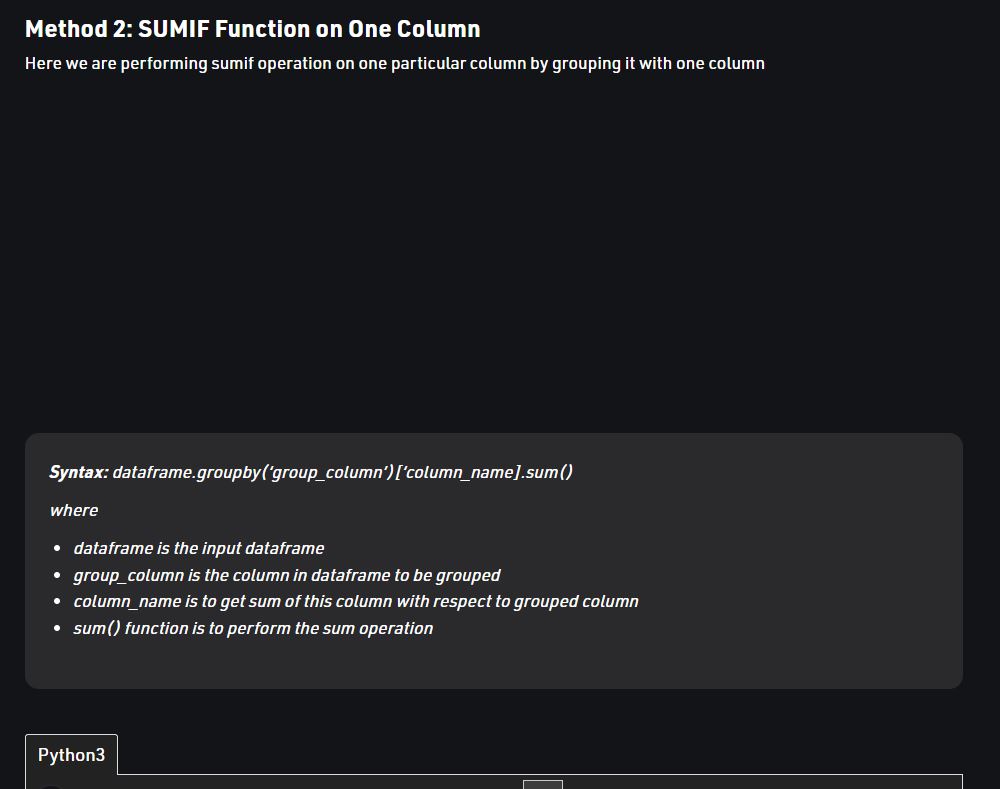 Method 2: SUMIF Function on One Column
Here we are performing sumif operation on one particular column by grouping it with one column
Syntax: dataframe.groupby(‘group_column’)[‘column_name].sum()
where
dataframe is the input dataframe
group_column is the column in dataframe to be grouped
column_name is to get sum of this column with respect to grouped column
sum() function is to perform the sum operation
Python3